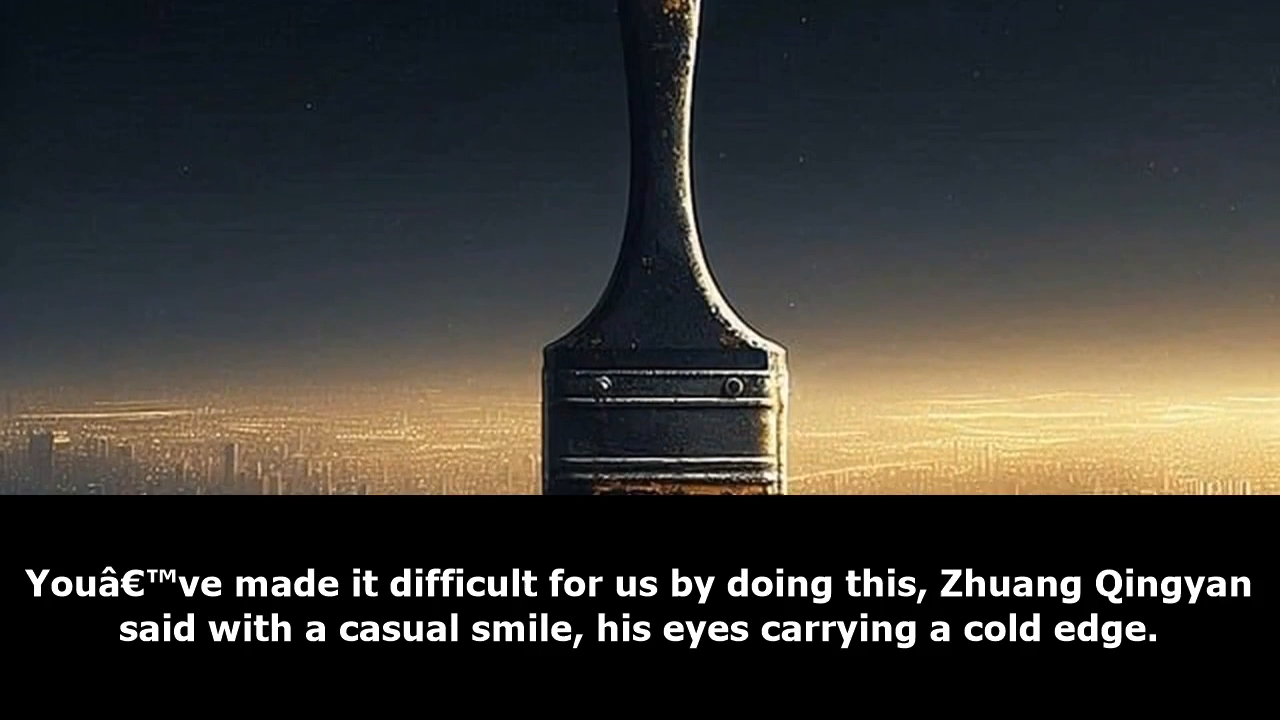 Youâ€™ve made it difficult for us by doing this, Zhuang Qingyan
said with a casual smile, his eyes carrying a cold edge.